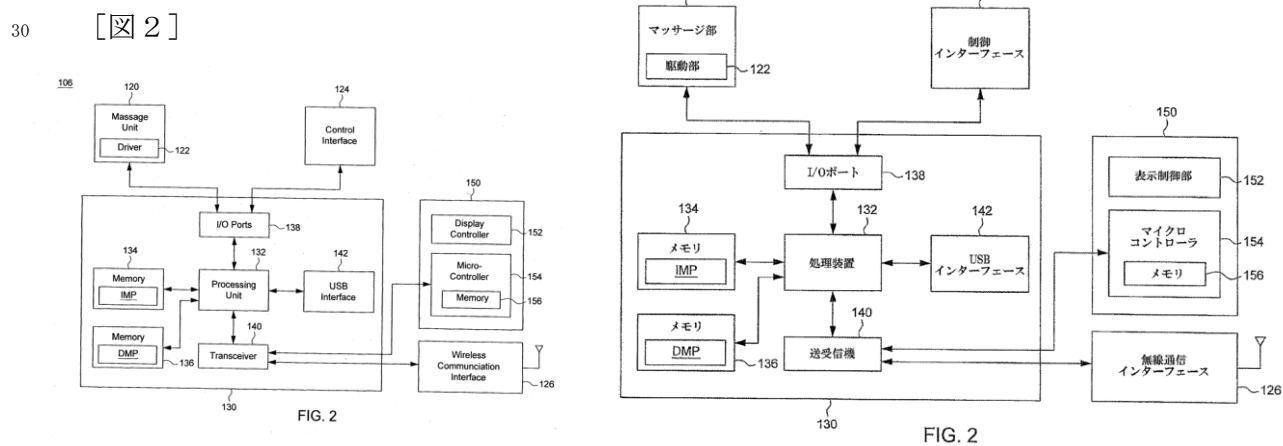 30
[図2]
106
120
Massage
Unit
Driver
122
124
Control
Interface
I/O Ports
138
134
Memory
IMP
132
Processing
Unit
142
USB
Interface
Memory
DMP
136
140
Transceiver
130
150
Display
Controller
152
Micro-
Controller
154
Memory
156
Wireless
Communciation
Interface
126
FIG. 2
マッサージ部
駆動部
122
制御
インターフェース
I/Oポート
138
134
メモリ
IMP
132
処理装置
142
USB
インターフェース
メモリ
DMP
136
140
送受信機
130
150
表示制御部
152
マイクロ
コントローラ
154
メモリ
156
無線通信
インターフェース
126
FIG. 2